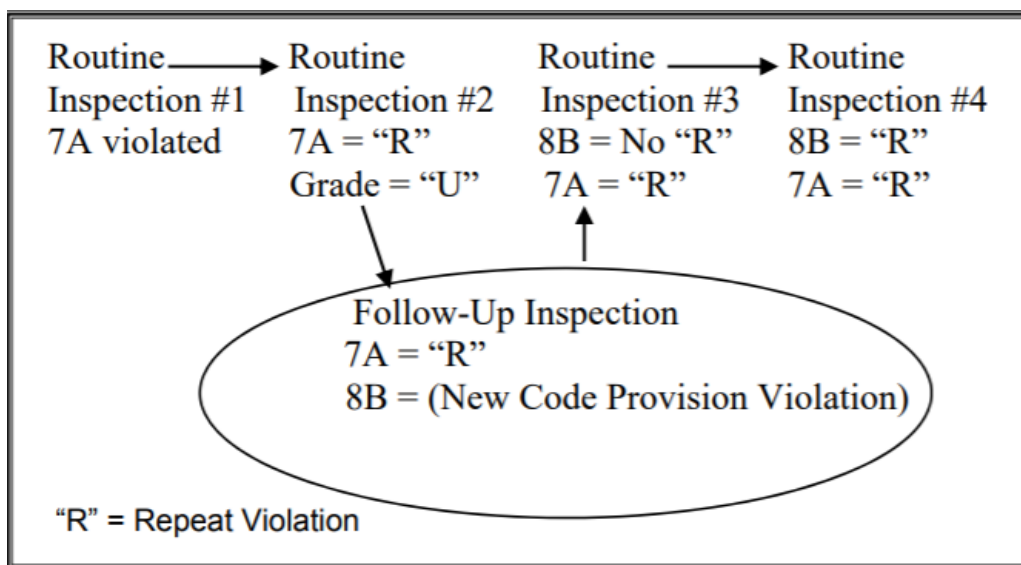 Routine
Inspection #1
7A violated
Routine
Inspection #2
7A = “R”
Grade = “U”
Routine
Inspection #3
8B = No “R”
7A = “R”
Routine
Inspection #4
8B = “R”
7A = “R”
Follow-Up Inspection
7A = “R”
8B = (New Code Provision Violation)
“R” = Repeat Violation